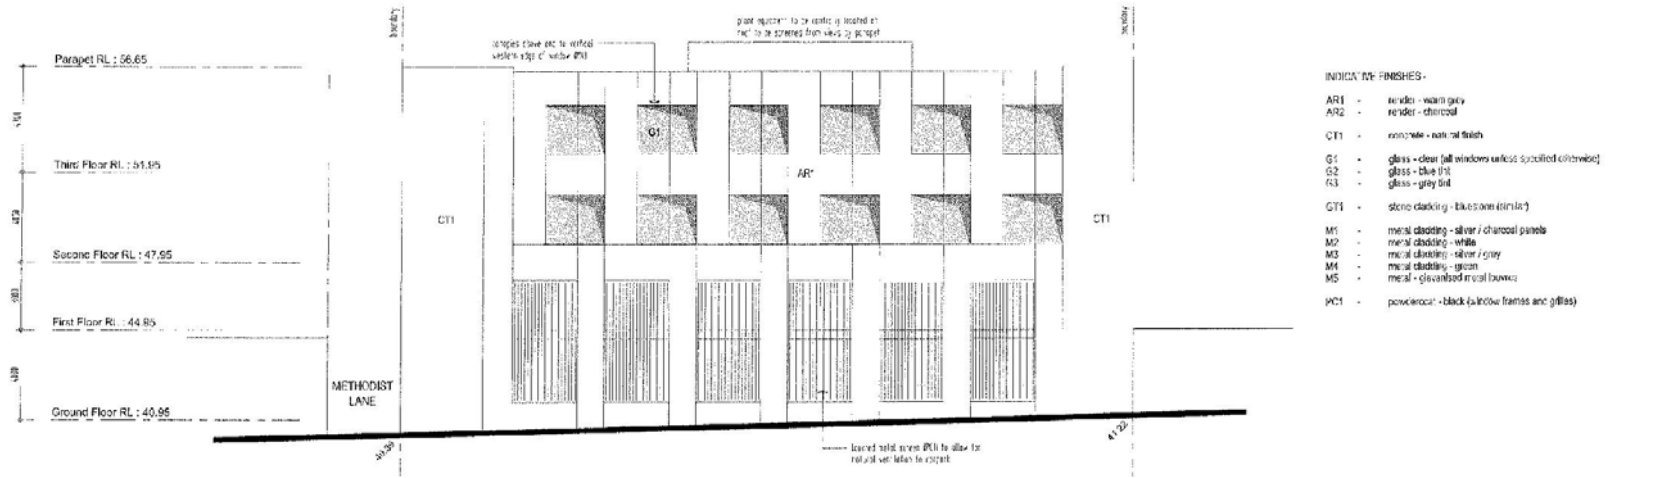 boundary
boundary
plant equipment to be centrally located on
roof to be screened from views by parapet
canopies above and to vertical
western edge of window (PC1)
Parapet RL : 56.65
INDICATIVE FINISHES -
AR1 - render - warm grey
AR2 - render - charcoal
CT1 - concrete - natural finish
G1
G1 - glass - clear (all windows unless specified otherwise)
G2 - glass - blue tint
G3 - glass - grey tint
Third Floor RL : 51.95
AR1
ST1 - stone cladding - bluestone (similar)
CT1
CT1
M1 - metal cladding - silver / charcoal panels
M2 - metal cladding - white
M3 - metal cladding - silver / grey
M4 - metal cladding - green
M5 - metal - galvanised metal louvres
Second Floor RL : 47.95
PC1 - powdercoat - black (window frames and grilles)
First Floor RL : 44.95
4000
METHODIST
LANE
Ground Floor RL : 40.95
41.22
louvred metal screen (PC1) to allow for
natural ventilation to carpark